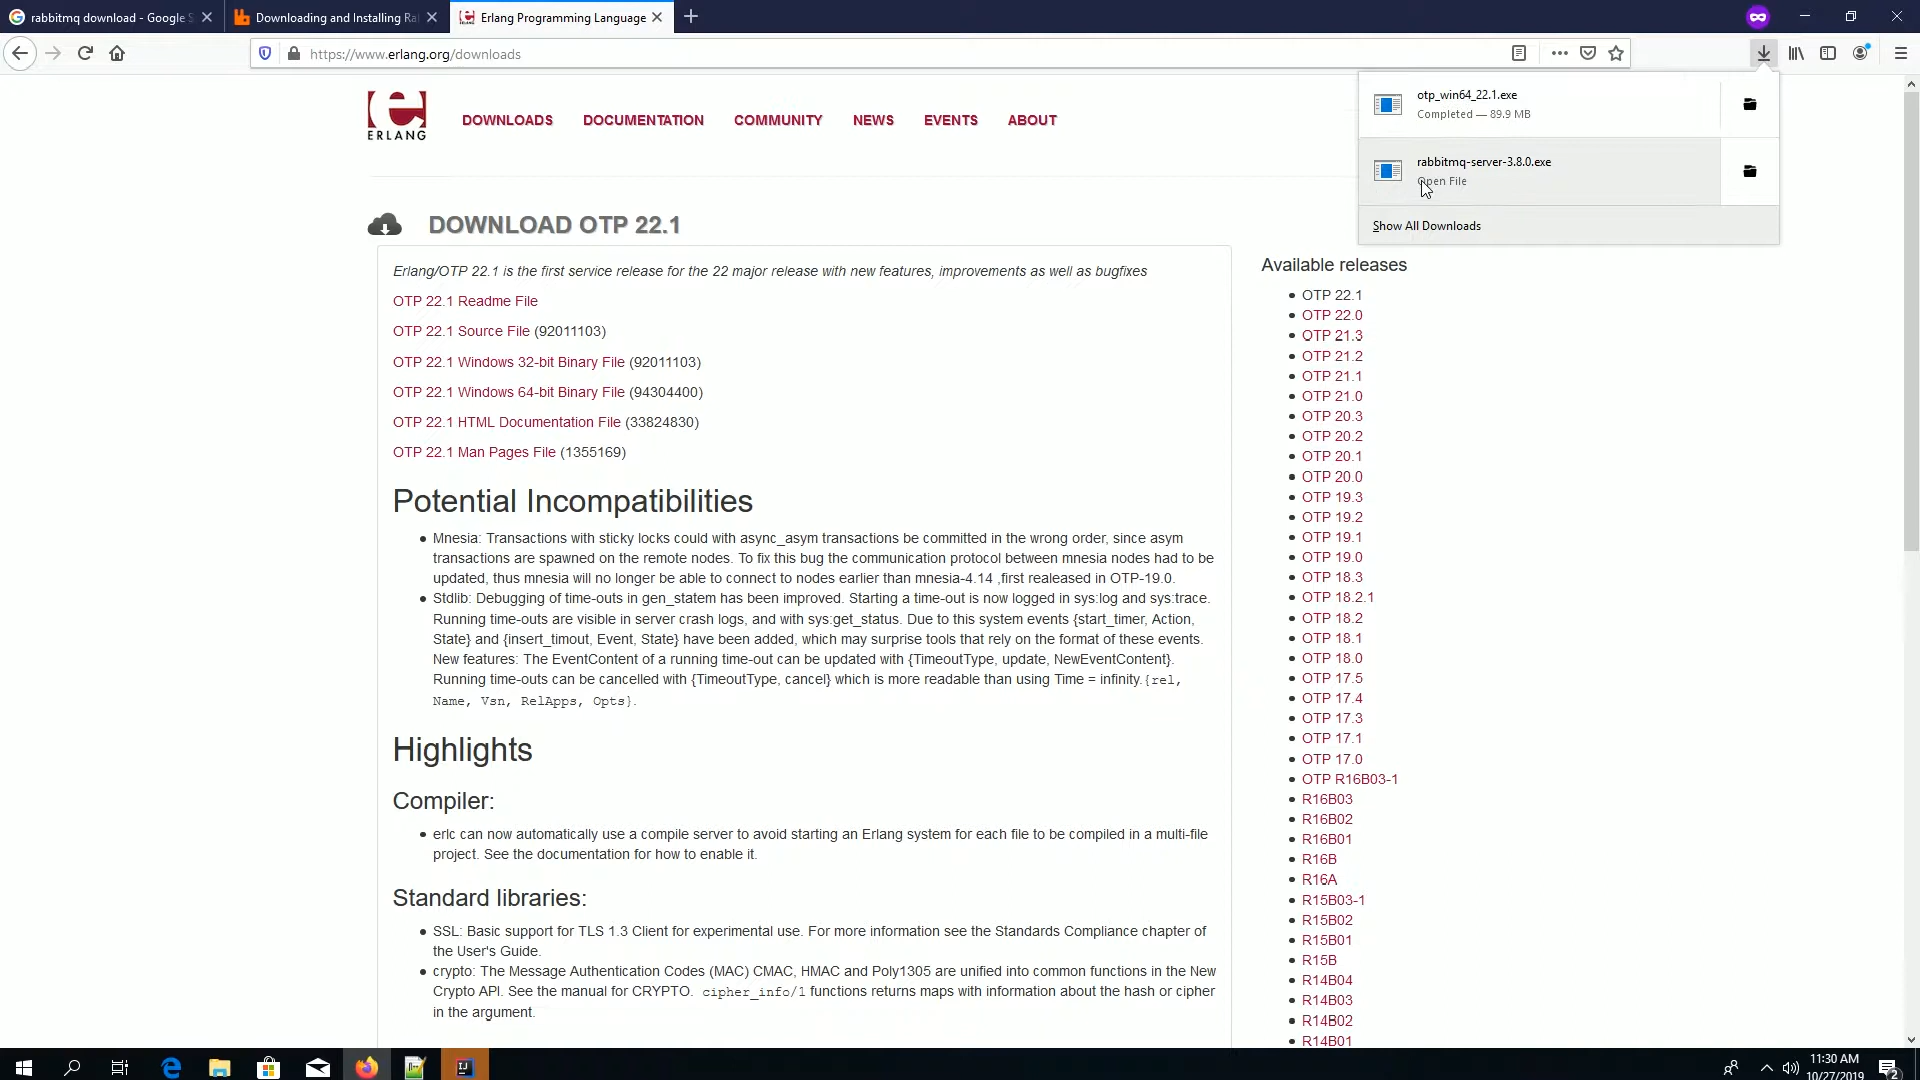 rabbitmq download - Google S
Downloading and Installing Ra
Erlang Programming Language
https://www.erlang.org/downloads
otp_win64_22.1.exe
Completed — 89.9 MB
rabbitmq-server-3.8.0.exe
Open File
Show All Downloads
ERLANG
DOWNLOADS
DOCUMENTATION
COMMUNITY
NEWS
EVENTS
ABOUT
DOWNLOAD OTP 22.1
Erlang/OTP 22.1 is the first service release for the 22 major release with new features, improvements as well as bugfixes
OTP 22.1 Readme File
OTP 22.1 Source File (92011103)
OTP 22.1 Windows 32-bit Binary File (92011103)
OTP 22.1 Windows 64-bit Binary File (94304400)
OTP 22.1 HTML Documentation File (33824830)
OTP 22.1 Man Pages File (1355169)
Potential Incompatibilities
Mnesia: Transactions with sticky locks could with async_asym transactions be committed in the wrong order, since asym
transactions are spawned on the remote nodes. To fix this bug the communication protocol between mnesia nodes had to be
updated, thus mnesia will no longer be able to connect to nodes earlier than mnesia-4.14 ,first realeased in OTP-19.0.
Stdlib: Debugging of time-outs in gen_statem has been improved. Starting a time-out is now logged in sys:log and sys:trace.
Running time-outs are visible in server crash logs, and with sys:get_status. Due to this system events {start_timer, Action,
State} and {insert_timout, Event, State} have been added, which may surprise tools that rely on the format of these events.
New features: The EventContent of a running time-out can be updated with {TimeoutType, update, NewEventContent}.
Running time-outs can be cancelled with {TimeoutType, cancel} which is more readable than using Time = infinity.{rel,
Name, Vsn, RelApps, Opts}.
Highlights
Compiler:
erlc can now automatically use a compile server to avoid starting an Erlang system for each file to be compiled in a multi-file
project. See the documentation for how to enable it.
Standard libraries:
SSL: Basic support for TLS 1.3 Client for experimental use. For more information see the Standards Compliance chapter of
the User's Guide.
crypto: The Message Authentication Codes (MAC) CMAC, HMAC and Poly1305 are unified into common functions in the New
Crypto API. See the manual for CRYPTO. cipher_info/1 functions returns maps with information about the hash or cipher
in the argument.
Available releases
OTP 22.1
OTP 22.0
OTP 21.3
OTP 21.2
OTP 21.1
OTP 21.0
OTP 20.3
OTP 20.2
OTP 20.1
OTP 20.0
OTP 19.3
OTP 19.2
OTP 19.1
OTP 19.0
OTP 18.3
OTP 18.2.1
OTP 18.2
OTP 18.1
OTP 18.0
OTP 17.5
OTP 17.4
OTP 17.3
OTP 17.1
OTP 17.0
OTP R16B03-1
R16B03
R16B02
R16B01
R16B
R16A
R15B03-1
R15B02
R15B01
R15B
R14B04
R14B03
R14B02
R14B01
IJ
11:30 AM
10/27/2019
2